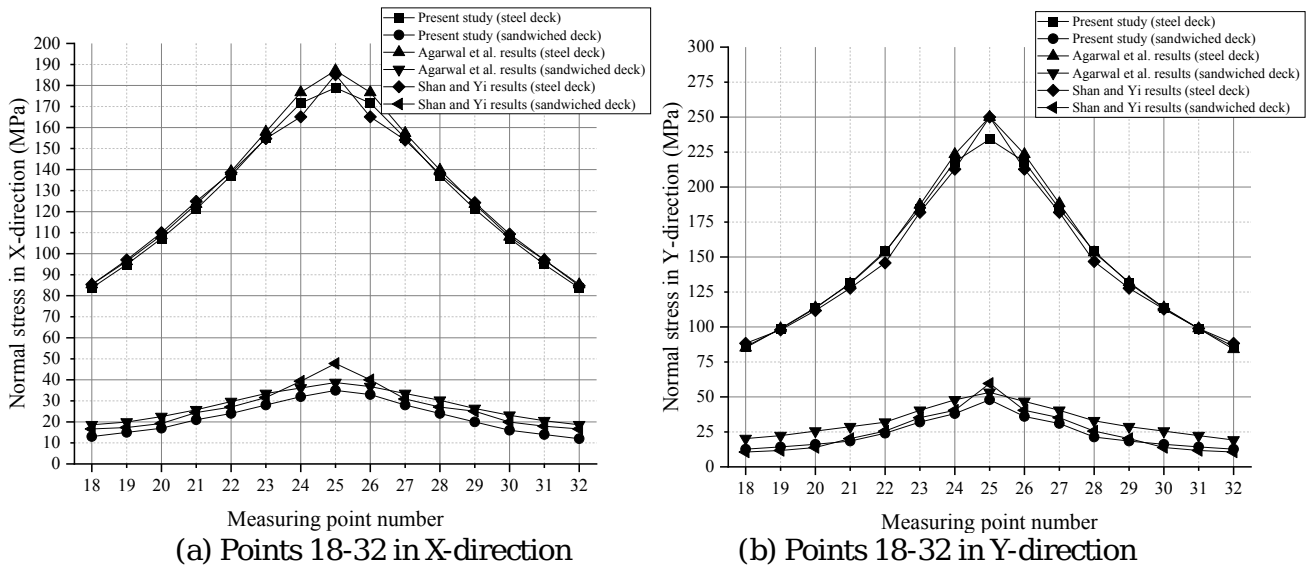 Present study (steel deck)
Present study (sandwiched deck)
Agarwal et al. results (steel deck)
Agarwal et al. results (sandwiched deck)
Shan and Yi results (steel deck)
Shan and Yi results (sandwiched deck)
200
190
180
170
160
150
140
130
120
110
100
90
80
70
60
50
40
30
20
10
0
Normal stress in X-direction (MPa)
18 19 20 21 22 23 24 25 26 27 28 29 30 31 32
Measuring point number
(a) Points 18-32 in X-direction
Present study (steel deck)
Present study (sandwiched deck)
Agarwal et al. results (steel deck)
Agarwal et al. results (sandwiched deck)
Shan and Yi results (steel deck)
Shan and Yi results (sandwiched deck)
300
275
250
225
200
175
150
125
100
75
50
25
0
Normal stress in Y-direction (MPa)
18 19 20 21 22 23 24 25 26 27 28 29 30 31 32
Measuring point number
(b) Points 18-32 in Y-direction